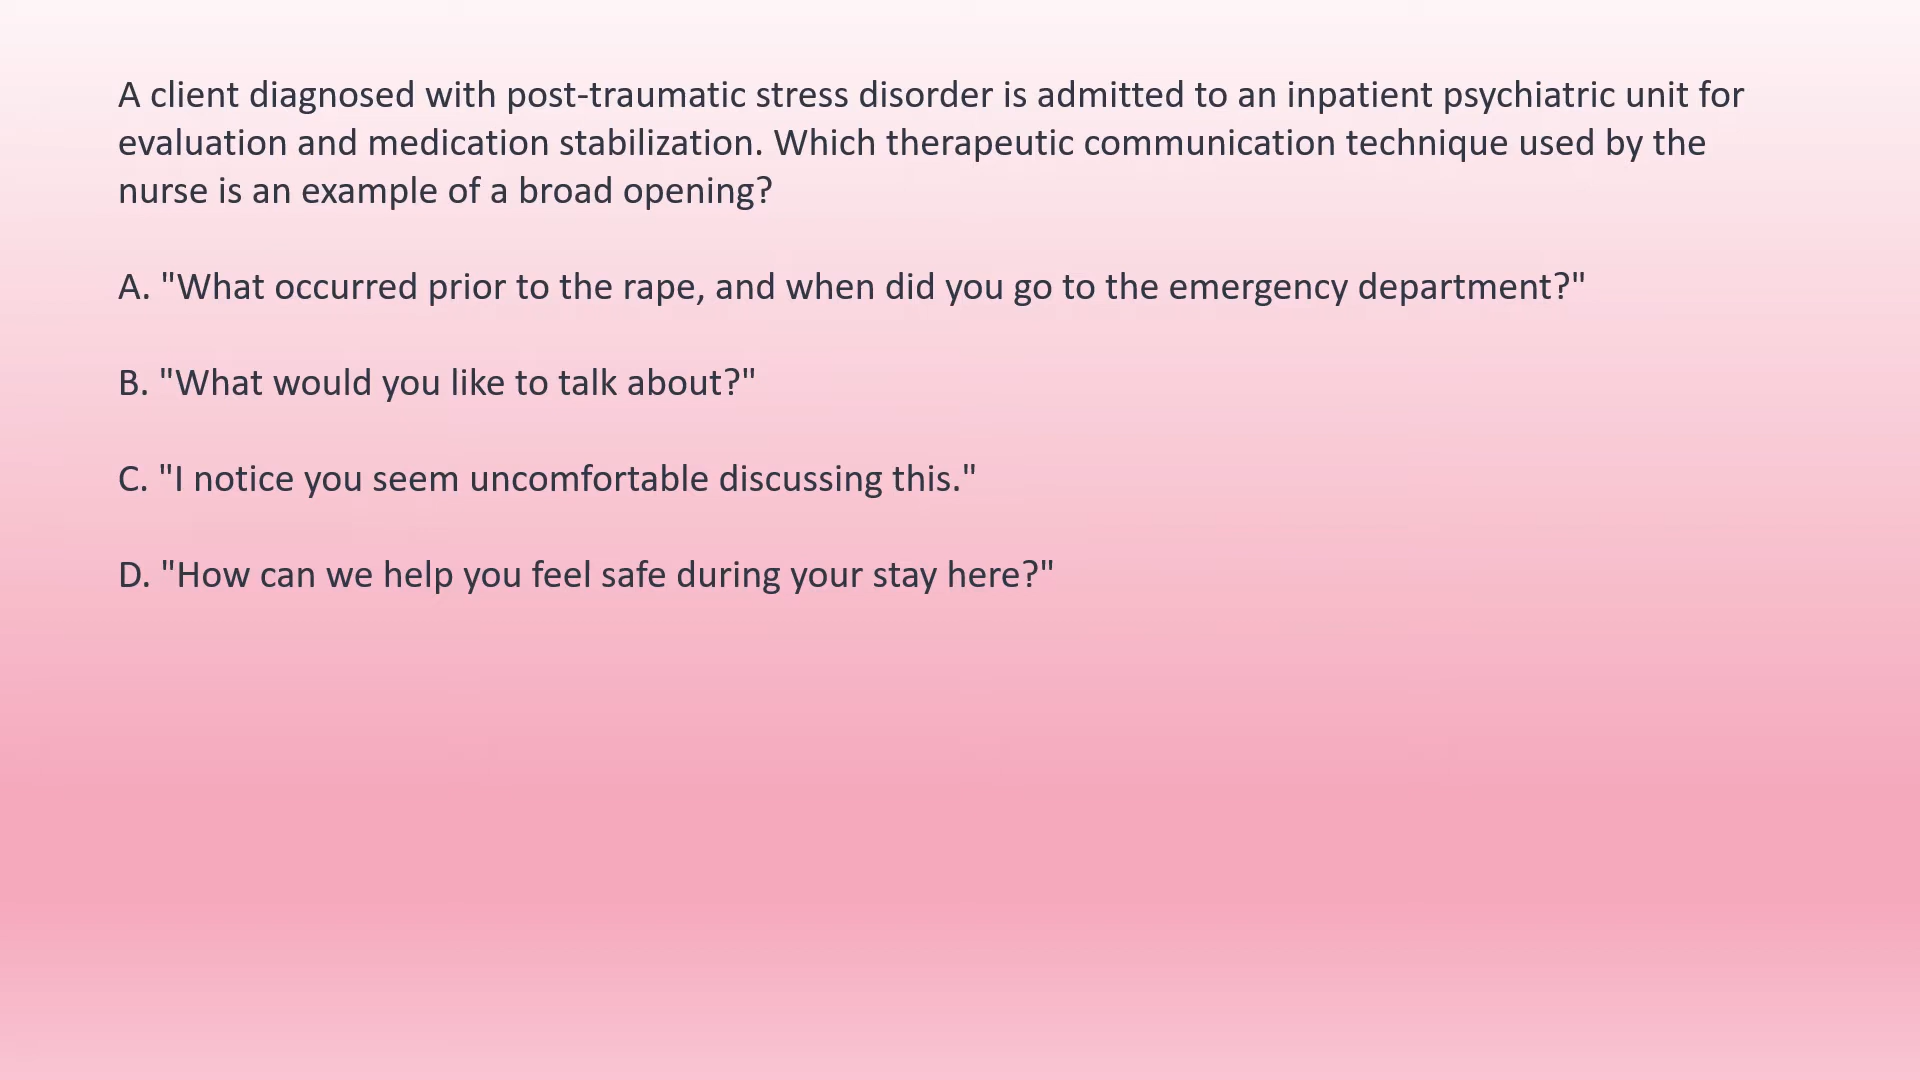 A client diagnosed with post-traumatic stress disorder is admitted to an inpatient psychiatric unit for
evaluation and medication stabilization. Which therapeutic communication technique used by the
nurse is an example of a broad opening?
A. "What occurred prior to the rape, and when did you go to the emergency department?"
B. "What would you like to talk about?"
C. "I notice you seem uncomfortable discussing this."
D. "How can we help you feel safe during your stay here?"